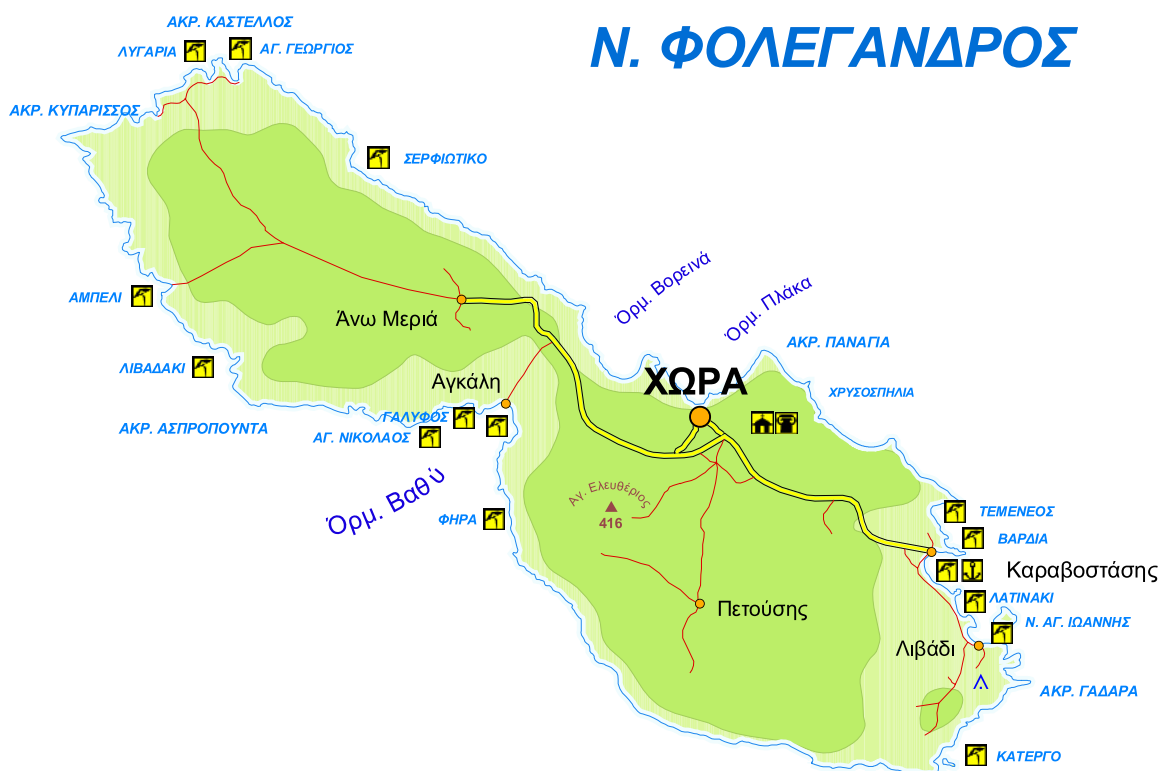 Ν. ΦΟΛΕΓΑΝΔΡΟΣ
ΑΚΡ. ΚΑΣΤΕΛΛΟΣ
ΛΥΓΑΡΙΑ
ΑΓ. ΓΕΩΡΓΙΟΣ
ΑΚΡ. ΚΥΠΑΡΙΣΣΟΣ
ΣΕΡΦΙΩΤΙΚΟ
Όρμ. Βορεινά
Όρμ. Πλάκα
ΑΜΠΕΛΙ
Άνω Μεριά
ΑΚΡ. ΠΑΝΑΓΙΑ
ΛΙΒΑΔΑΚΙ
Αγκάλη
ΧΩΡΑ
ΧΡΥΣΟΣΠΗΛΙΑ
ΓΑΛΥΦΟΣ
ΑΚΡ. ΑΣΠΡΟΠΟΥΝΤΑ
ΑΓ. ΝΙΚΟΛΑΟΣ
Όρμ. Βαθύ
Αγ. Ελευθέριος
416
ΦΗΡΑ
ΤΕΜΕΝΕΟΣ
ΒΑΡΔΙΑ
Καραβοστάσης
ΛΑΤΙΝΑΚΙ
Πετούσης
Ν. ΑΓ. ΙΩΑΝΝΗΣ
Λιβάδι
ΑΚΡ. ΓΑΔΑΡΑ
ΚΑΤΕΡΓΟ